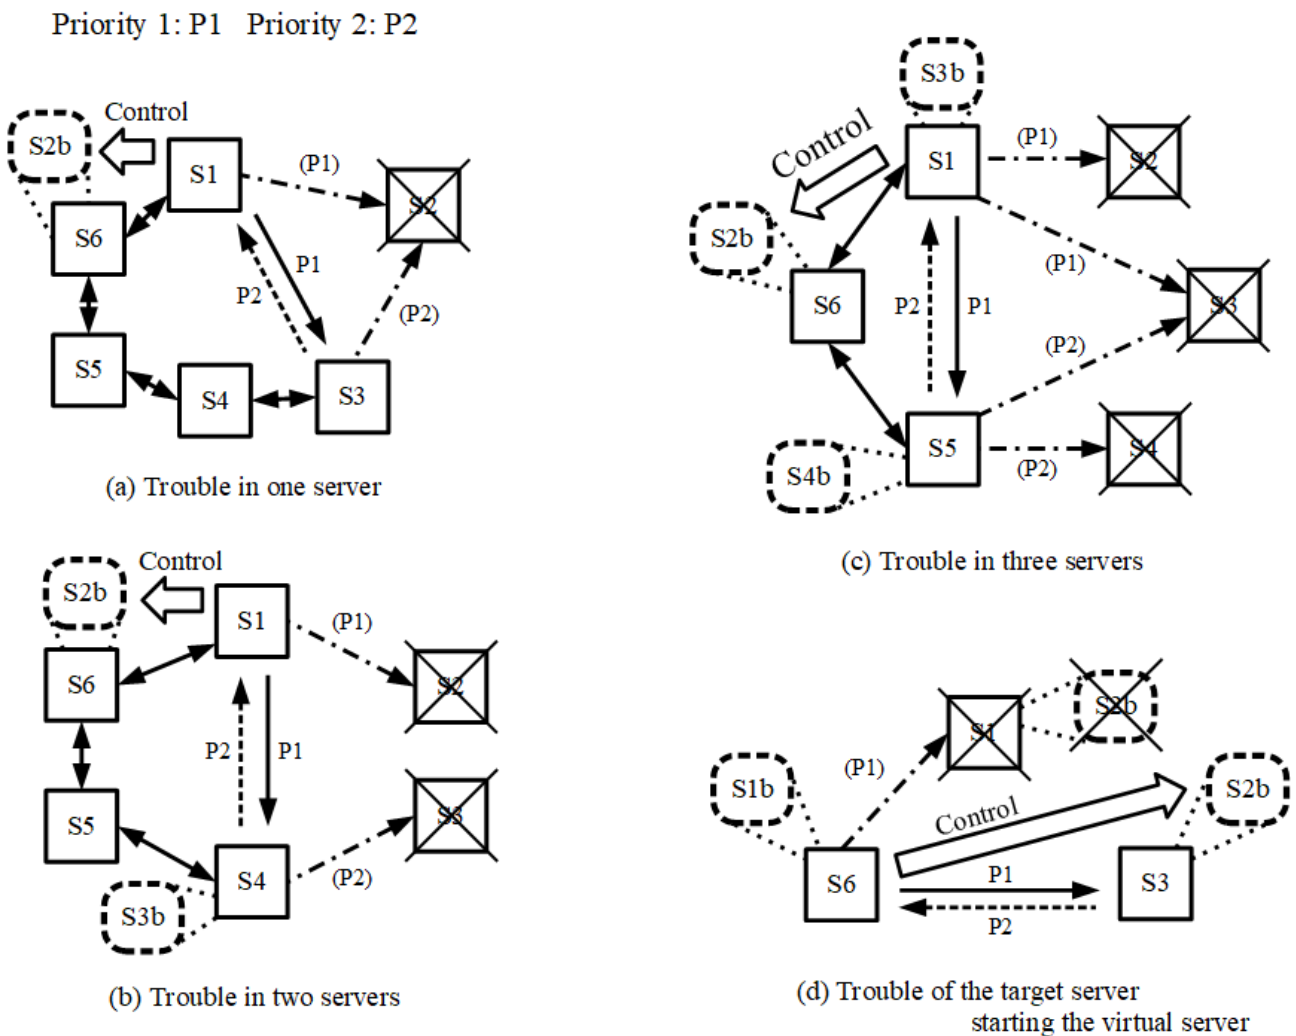 Priority 1: P1 Priority 2: P2
Control
S2b
S1
(P1)
S2
S6
P1
P2
(P2)
S5
S4
S3
(a) Trouble in one server
Control
S2b
S1
(P1)
S6
S2
P2
P1
S5
S3
S4
(P2)
S3b
(b) Trouble in two servers
S3b
Control
S1
(P1)
S2
S2b
(P1)
S6
P2
P1
S3
(P2)
S5
S4
S4b
(P2)
(c) Trouble in three servers
S2b
S1
(P1)
S1b
S2b
Control
S6
P1
S3
P2
(d) Trouble of the target server
starting the virtual server